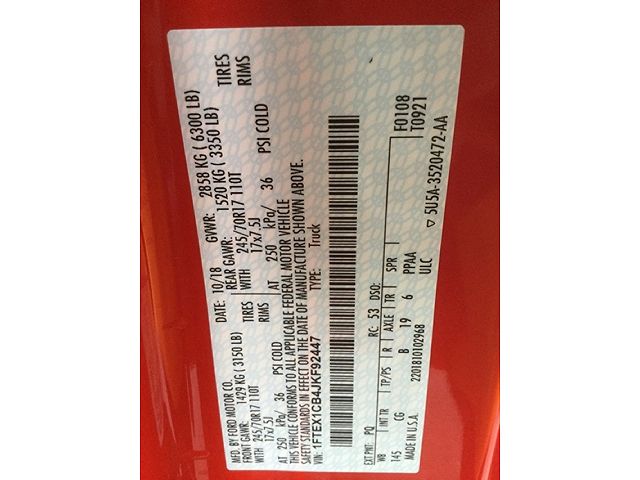 MFD. BY FORD MOTOR CO.
DATE: 10/18 GVWR: 2858 KG ( 6300 LB)
FRONT GAWR: 1429 KG ( 3150 LB) REAR GAWR: 1520 KG ( 3350 LB)
245/70R17 110T WITH 245/70R17 110T TIRES
17x7.5J RIMS 17x7.5J RIMS
AT 250 kPa/ 36 PSI COLD AT 250 kPa/ 36 PSI COLD
THIS VEHICLE CONFORMS TO ALL APPLICABLE FEDERAL MOTOR VEHICLE
SAFETY STANDARDS IN EFFECT ON THE DATE OF MANUFACTURE SHOWN ABOVE.
VIN: 1FTEX1CB4JKF92447 TYPE: Truck
F0108
T0921
EXT PNT: PQ RC: 53 DSO:
WB INT TR TP/PS R AXLE TR SPR
145 CG B 19 6 PPAA
MADE IN U.S.A. 2201810102968 ULC
▽ 5U5A-3520472-AA